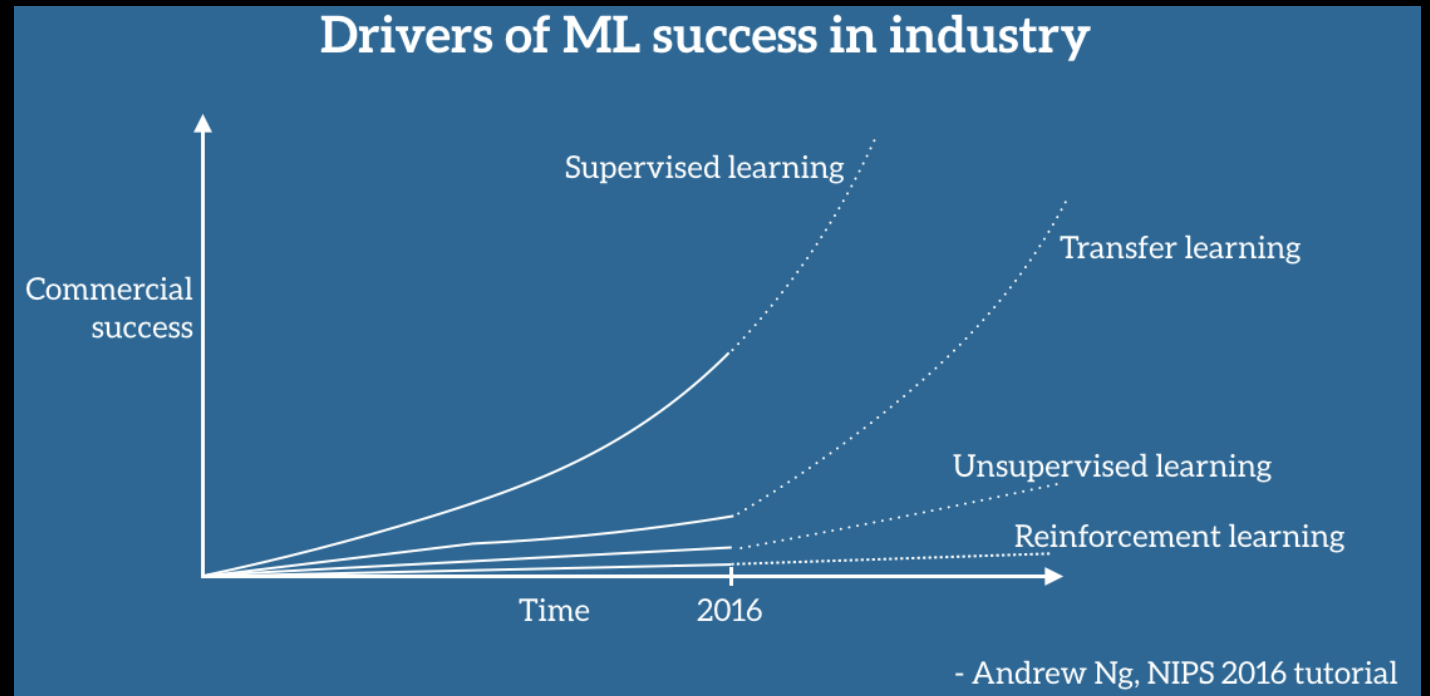 Drivers of ML success in industry
Supervised learning
Transfer learning
Commercial
success
Unsupervised learning
Reinforcement learning
Time
2016
- Andrew Ng, NIPS 2016 tutorial